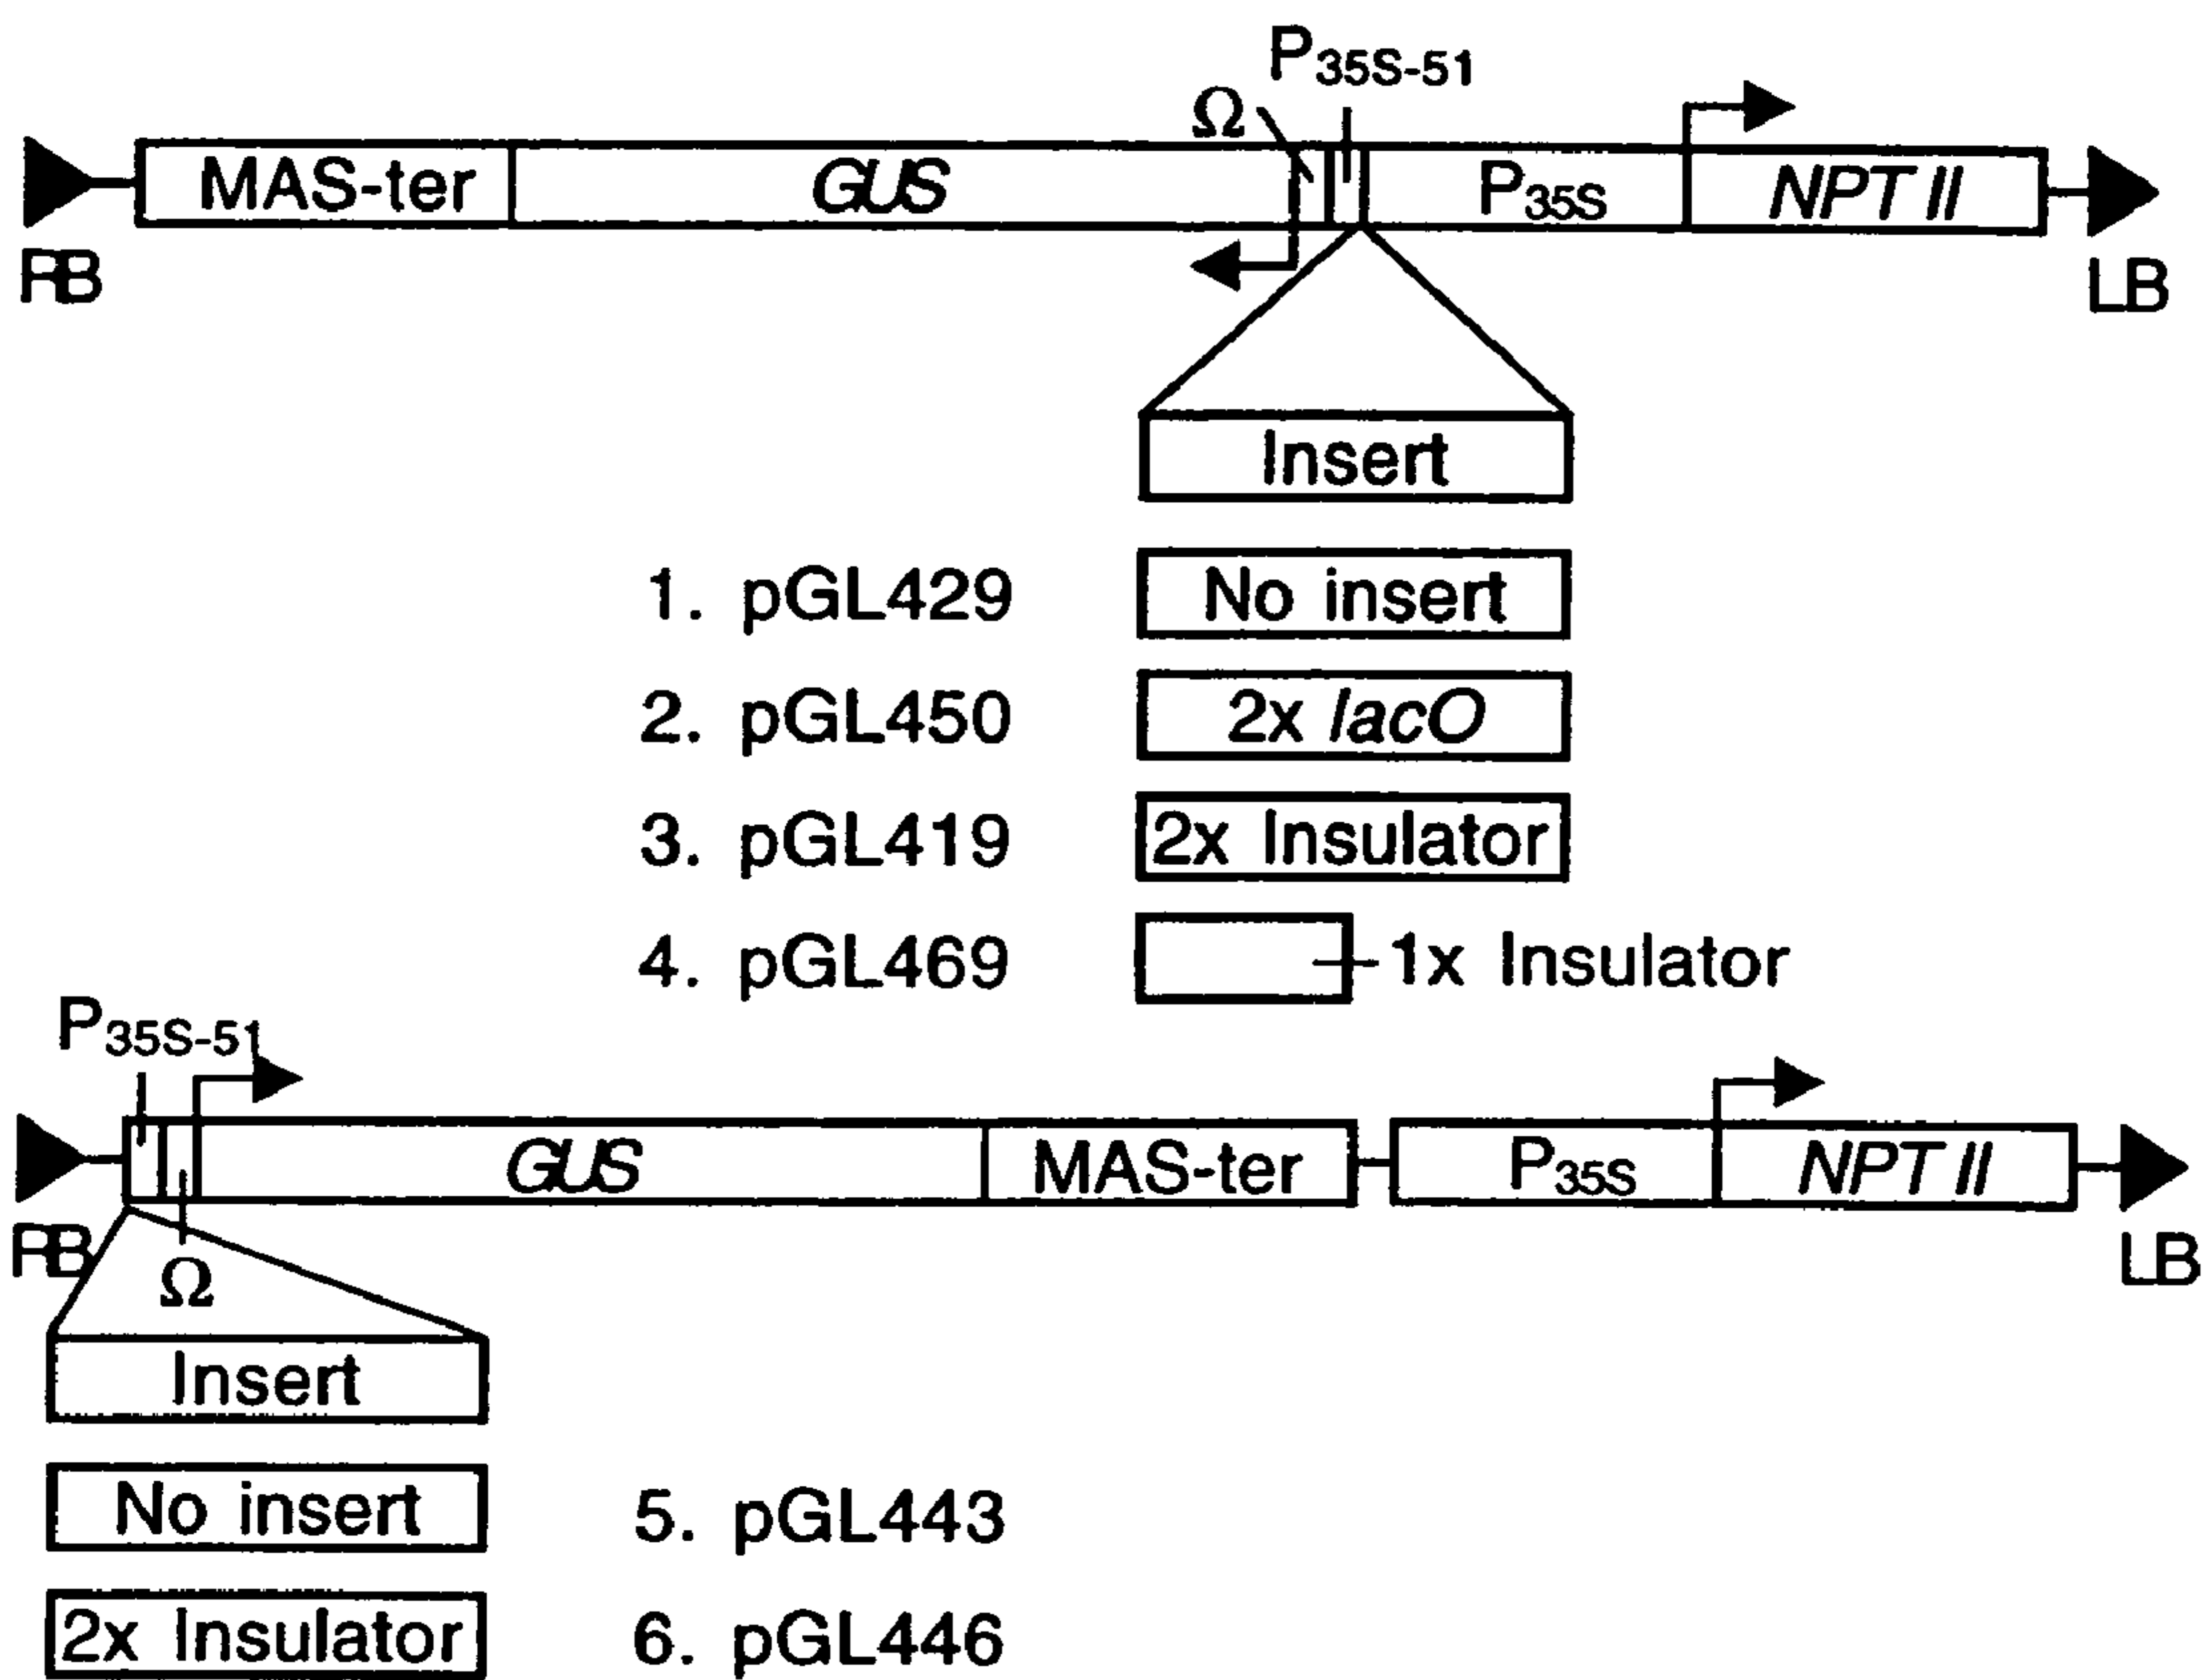 P35S-51
Ω
MAS-ter GUS P35S NPT II
RB LB
Insert
1. pGL429 No insert
2. pGL450 2x lacO
3. pGL419 2x Insulator
4. pGL469 1x Insulator
P35S-51
GUS MAS-ter P35S NPT II
RB Ω LB
Insert
No insert 5. pGL443
2x Insulator 6. pGL446